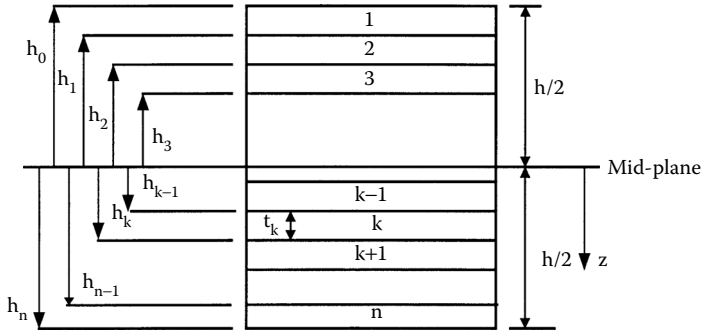 1
h₀
2
h₁
3
h/2
h₂
h₃
Mid-plane
hₖ₋₁
k–1
hₖ
tₖ
k
k+1
h/2
z
hₙ₋₁
hₙ
n